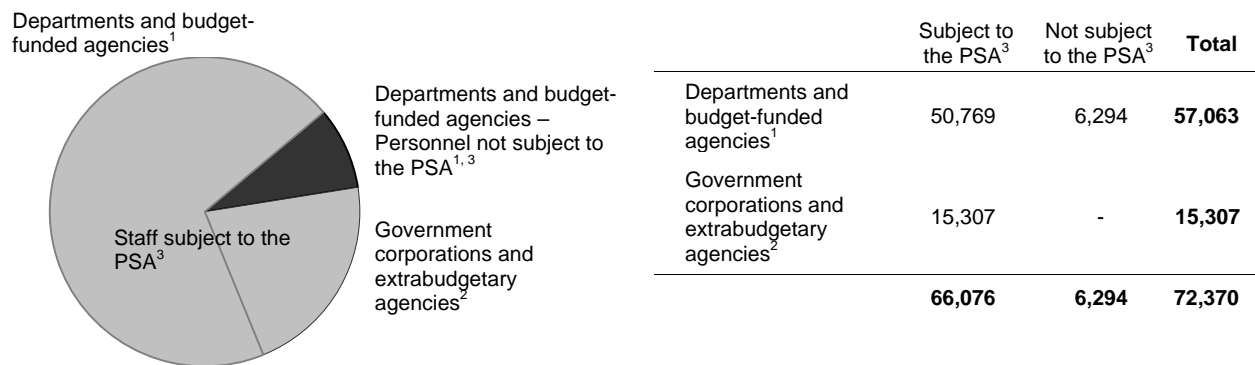 Departments and budget-
funded agencies1
Departments and budget-
funded agencies –
Personnel not subject to
the PSA1, 3
Staff subject to the
PSA3
Government
corporations and
extrabudgetary
agencies2
Subject to
the PSA3
Not subject
to the PSA3
Total
Departments and
budget-funded
agencies1
50,769 6,294 57,063
Government
corporations and
extrabudgetary
agencies2
15,307 - 15,307
66,076 6,294 72,370